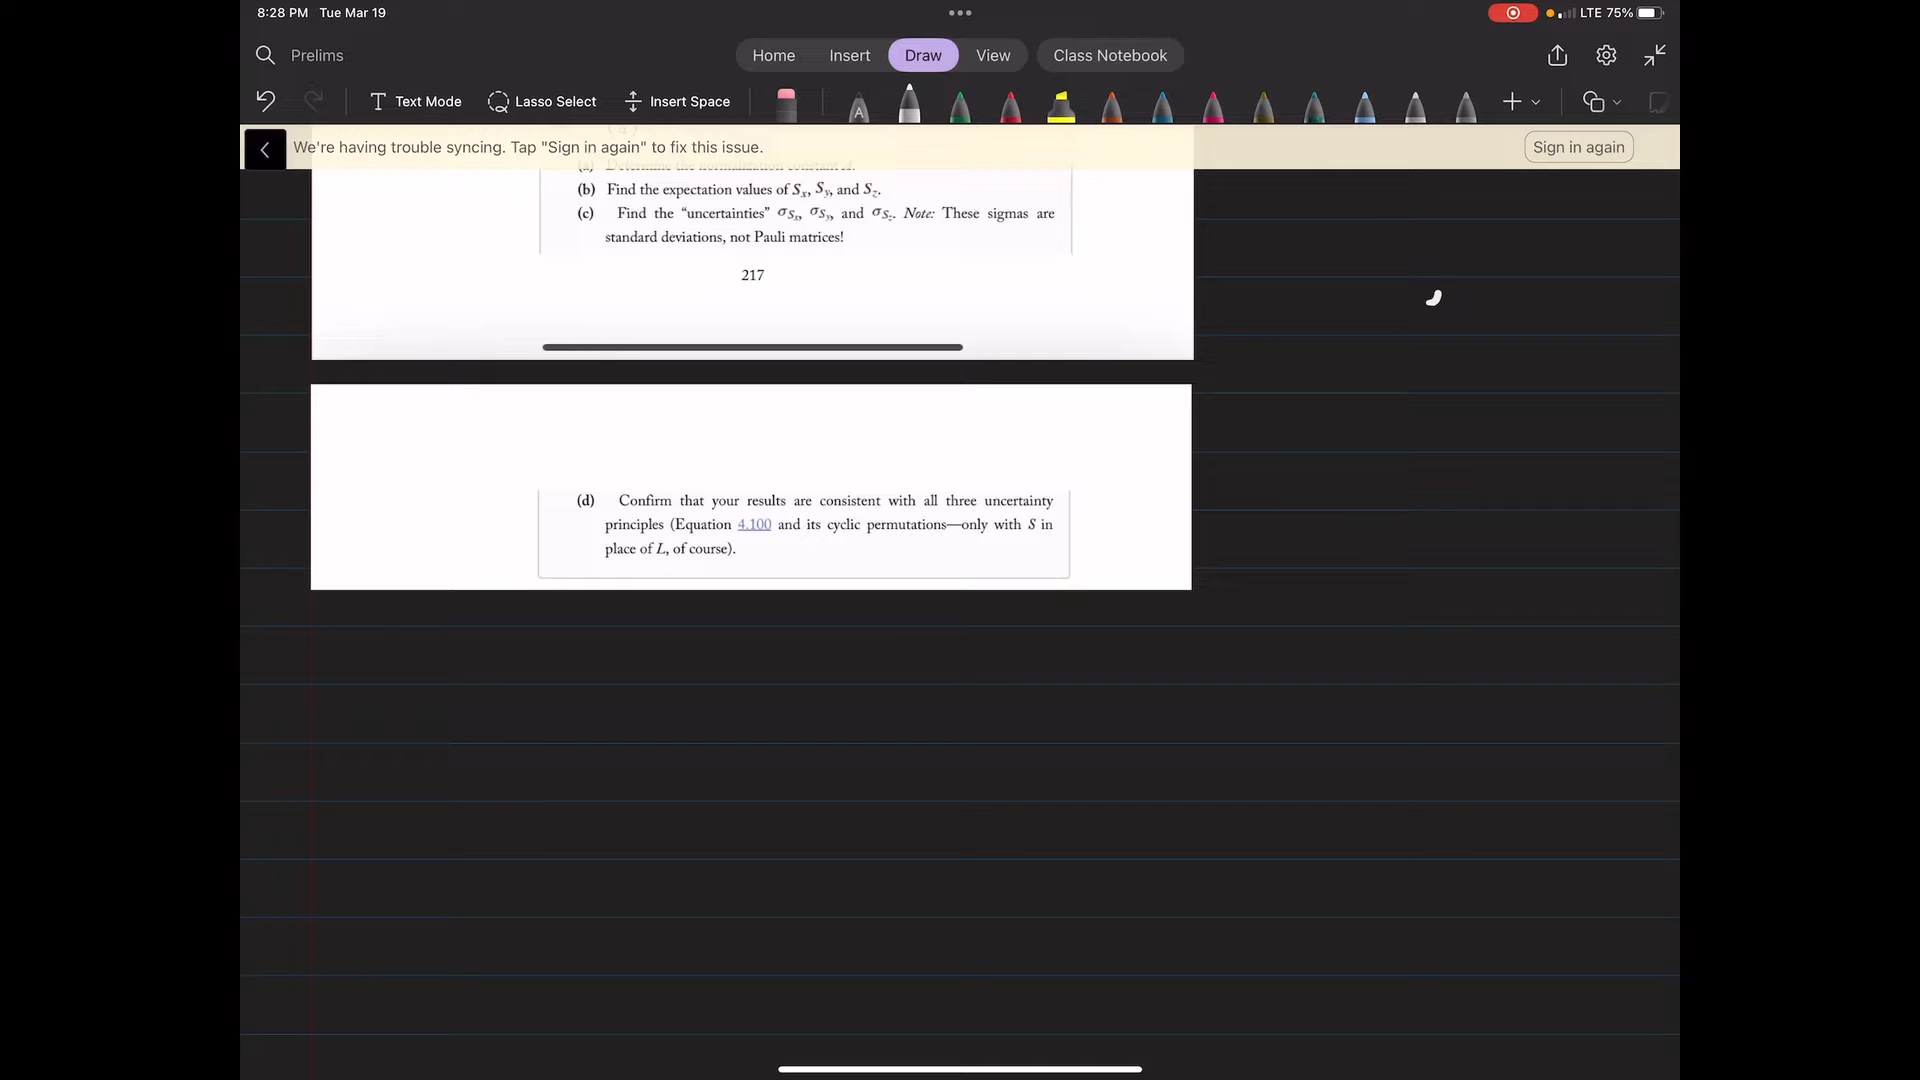 8:28 PM Tue Mar 19
LTE 75%
Prelims
Home Insert Draw View Class Notebook
Text Mode Lasso Select Insert Space
A
We're having trouble syncing. Tap "Sign in again" to fix this issue.
Sign in again
(a) Determine the normalization constant A.
(b) Find the expectation values of Sx, Sy, and Sz.
(c) Find the “uncertainties” σSx, σSy, and σSz. Note: These sigmas are
standard deviations, not Pauli matrices!
217
(d) Confirm that your results are consistent with all three uncertainty
principles (Equation 4.100 and its cyclic permutations—only with S in
place of L, of course).